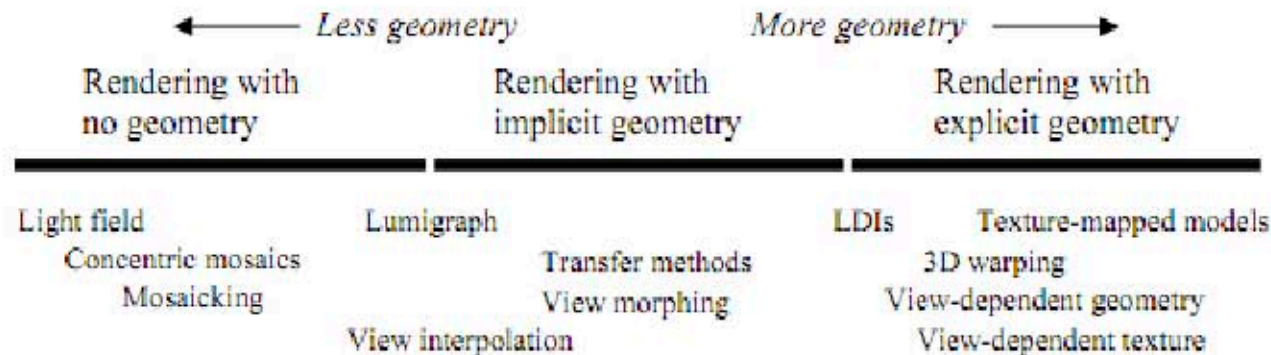 Less geometry More geometry
Rendering with no geometry
Rendering with implicit geometry
Rendering with explicit geometry
Light field Lumigraph LDIs Texture-mapped models
Concentric mosaics Transfer methods 3D warping
Mosaicking View morphing View-dependent geometry
View interpolation View-dependent texture